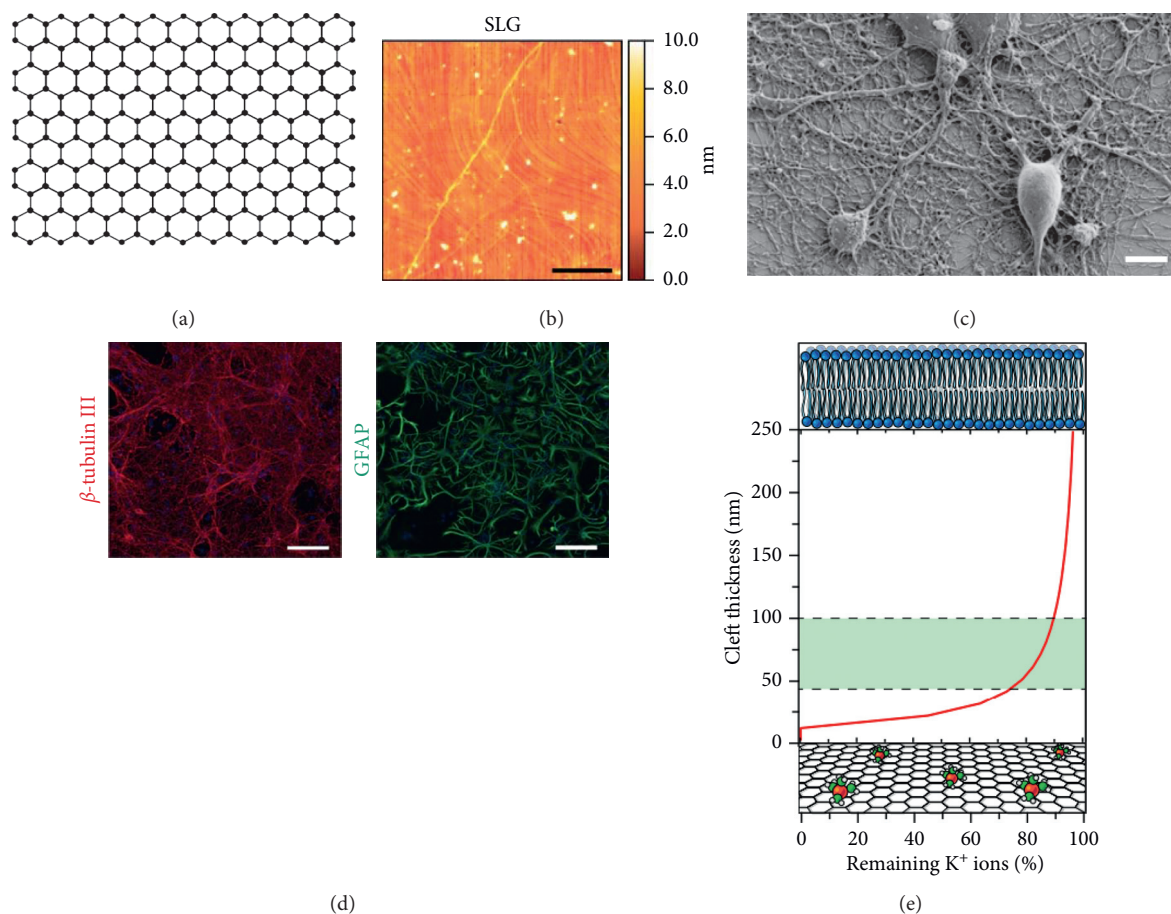 SLG
10.0
8.0
6.0
4.0
2.0
0.0
nm
(a)
(b)
(c)
β-tubulin III
GFAP
250
200
150
100
50
0
Cleft thickness (nm)
0 20 40 60 80 100
Remaining K⁺ ions (%)
(d)
(e)